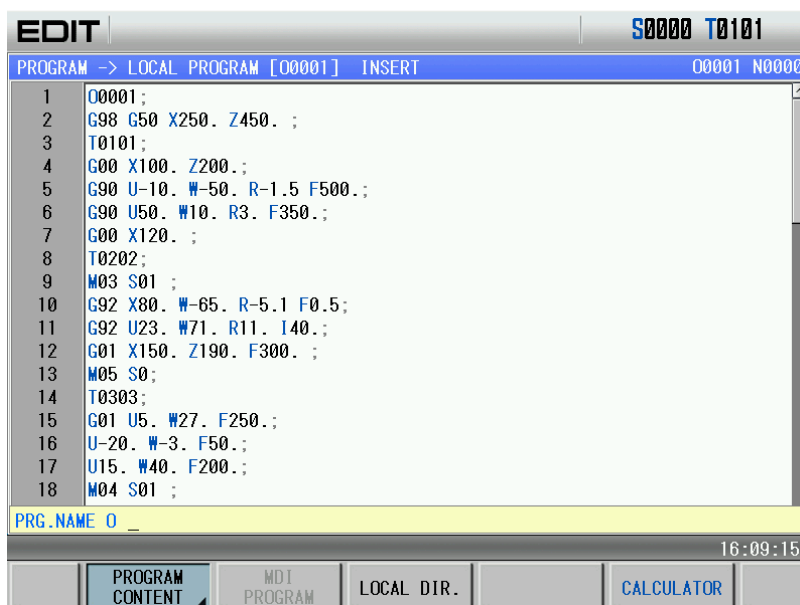 EDIT S0000 T0101
PROGRAM -> LOCAL PROGRAM [O0001] INSERT O0001 N0000
1 O0001;
2 G98 G50 X250. Z450. ;
3 T0101;
4 G00 X100. Z200.;
5 G90 U-10. W-50. R-1.5 F500.;
6 G90 U50. W10. R3. F350.;
7 G00 X120. ;
8 T0202;
9 M03 S01 ;
10 G92 X80. W-65. R-5.1 F0.5;
11 G92 U23. W71. R11. I40.;
12 G01 X150. Z190. F300. ;
13 M05 S0;
14 T0303;
15 G01 U5. W27. F250.;
16 U-20. W-3. F50.;
17 U15. W40. F200.;
18 M04 S01 ;
PRG.NAME O _
16:09:15
PROGRAM CONTENT MDI PROGRAM LOCAL DIR. CALCULATOR